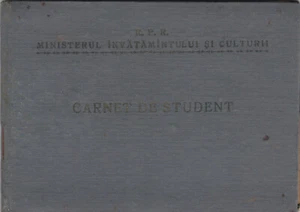 R. P. R.
MINISTERUL ÎNVĂȚĂMÎNTULUI ȘI CULTURII
CARNET DE STUDENT